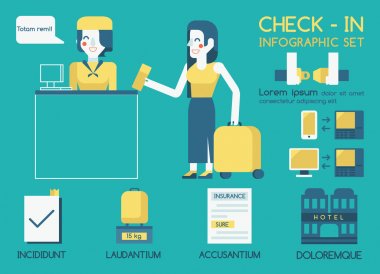 Totam remil!
CHECK - IN
INFOGRAPHIC SET
Lorem Ipsum dolor sit amet,
consectetur adipiscing elit.
15 kg
INSURANCE
SURE
HOTEL
INCIDIDUNT
LAUDANTIUM
ACCUSANTIUM
DOLOREMQUE